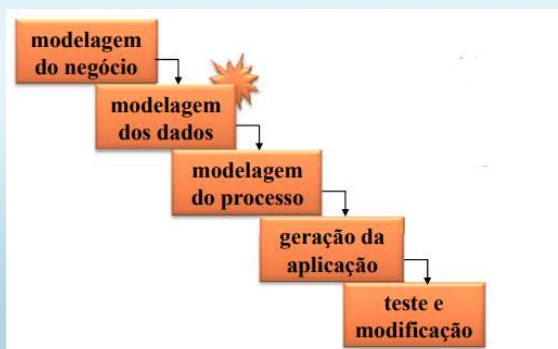 modelagem
do negócio
modelagem
dos dados
modelagem
do processo
geração da
aplicação
teste e
modificação